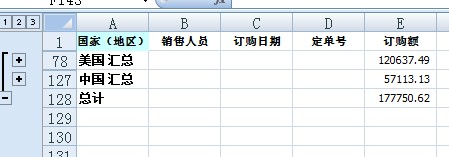 F143
A B C D E
1 2 3
1 国家（地区） 销售人员 订购日期 定单号 订购额
78 美国 汇总 120637.49
127 中国 汇总 57113.13
128 总计 177750.62
129
130
131